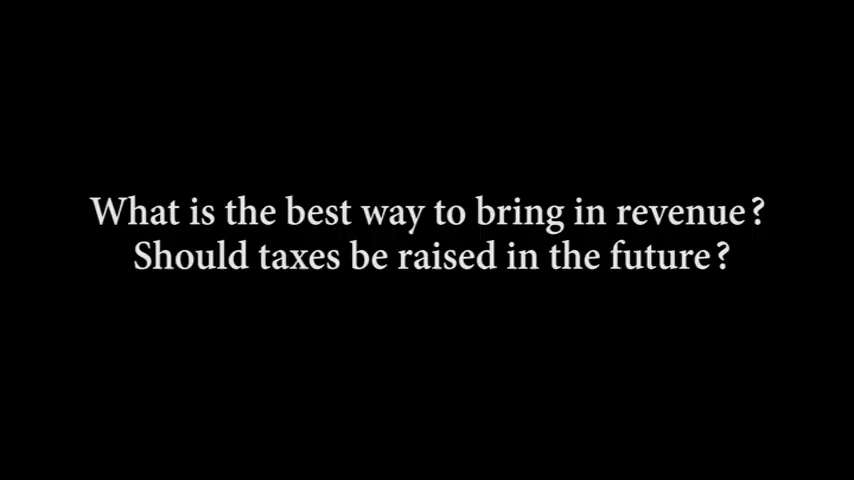 What is the best way to bring in revenue?
Should taxes be raised in the future?